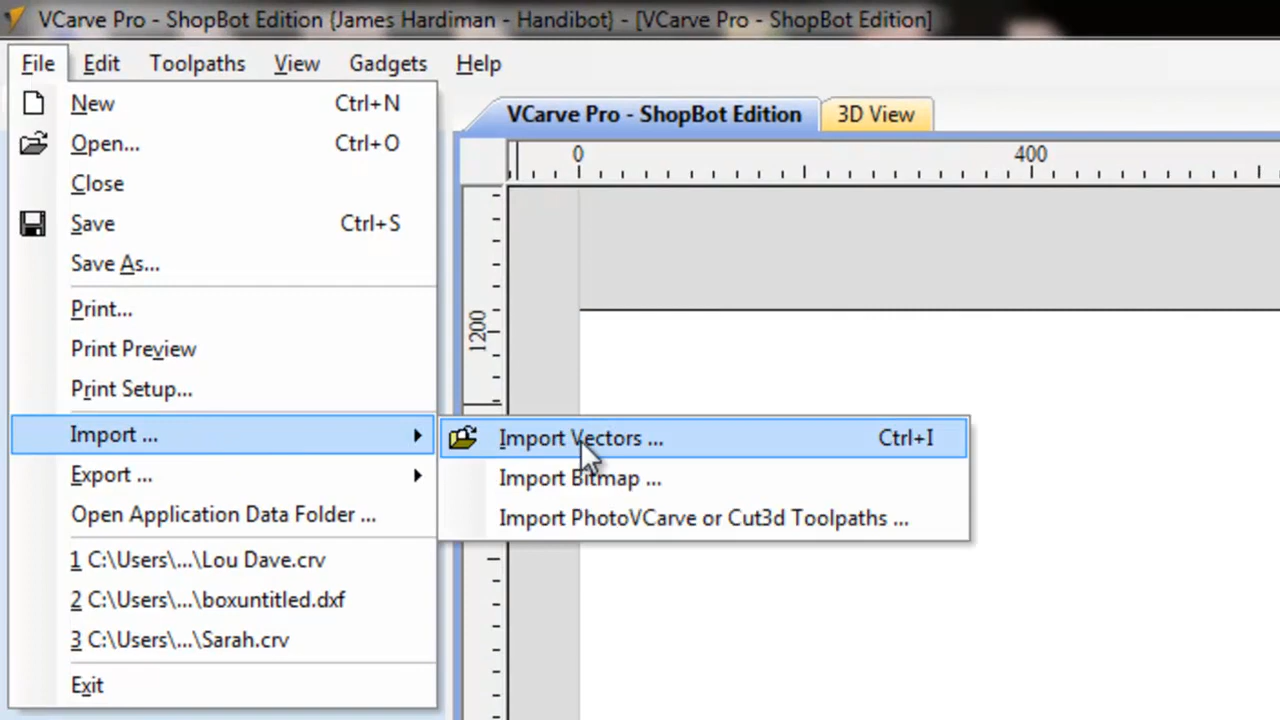 VCarve Pro - ShopBot Edition {James Hardiman - Handibot} - [VCarve Pro - ShopBot Edition]
File Edit Toolpaths View Gadgets Help
New Ctrl+N
Open... Ctrl+O
Close
Save Ctrl+S
Save As...
Print...
Print Preview
Print Setup...
Import ...
Export ...
Open Application Data Folder ...
1 C:\Users\...\Lou Dave.crv
2 C:\Users\...\boxuntitled.dxf
3 C:\Users\...\Sarah.crv
Exit
Import Vectors ... Ctrl+I
Import Bitmap ...
Import PhotoVCarve or Cut3d Toolpaths ...
VCarve Pro - ShopBot Edition 3D View
0 400
1200